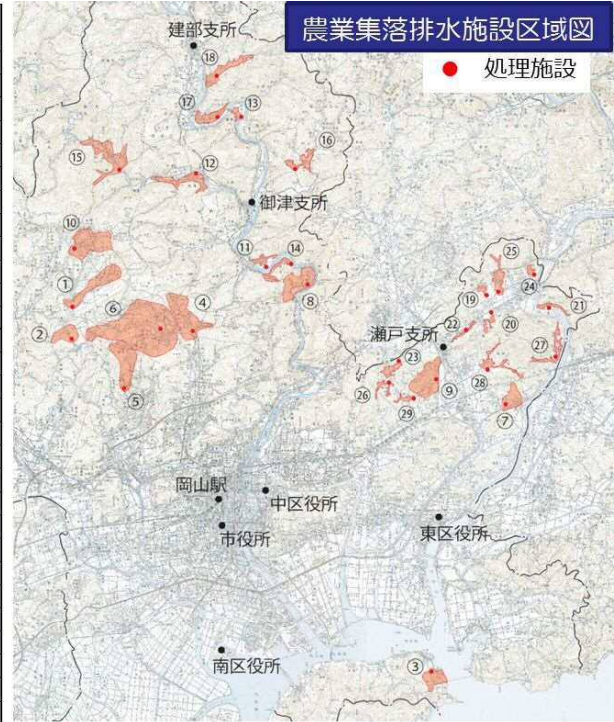 農業集落排水施設区域図
処理施設
建部支所
⑱
⑰
⑬
⑮
⑫
⑯
御津支所
⑩
⑪
⑭
⑧
①
⑥
④
②
⑤
㉕
⑲
㉔
㉑
⑳
㉒
瀬戸支所
㉗
㉓
㉘
㉖
⑨
㉙
⑦
岡山駅
中区役所
市役所
東区役所
南区役所
③